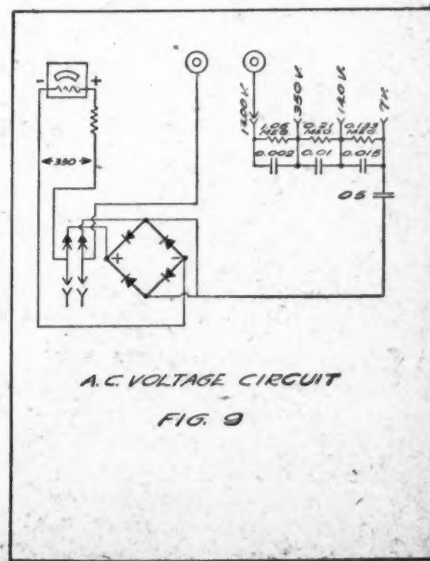 - +
1200V. 350V. 140V. 7V.
1.05 MEG 0.21 MEG 0.133 MEG
0.002 0.01 0.015
350
05
+ -
A.C. VOLTAGE CIRCUIT
FIG. 9